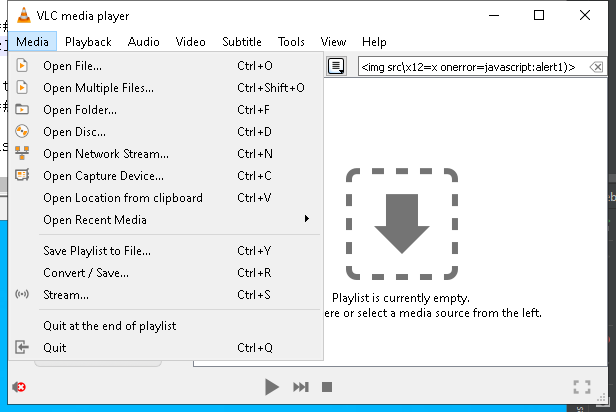 VLC media player
Media Playback Audio Video Subtitle Tools View Help
<img src\x12=x onerror=javascript:alert1)>
Open File... Ctrl+O
Open Multiple Files... Ctrl+Shift+O
Open Folder... Ctrl+F
Open Disc... Ctrl+D
Open Network Stream... Ctrl+N
Open Capture Device... Ctrl+C
Open Location from clipboard Ctrl+V
Open Recent Media
Save Playlist to File... Ctrl+Y
Convert / Save... Ctrl+R
Stream... Ctrl+S
Quit at the end of playlist
Quit Ctrl+Q
Playlist is currently empty.
ere or select a media source from the left.